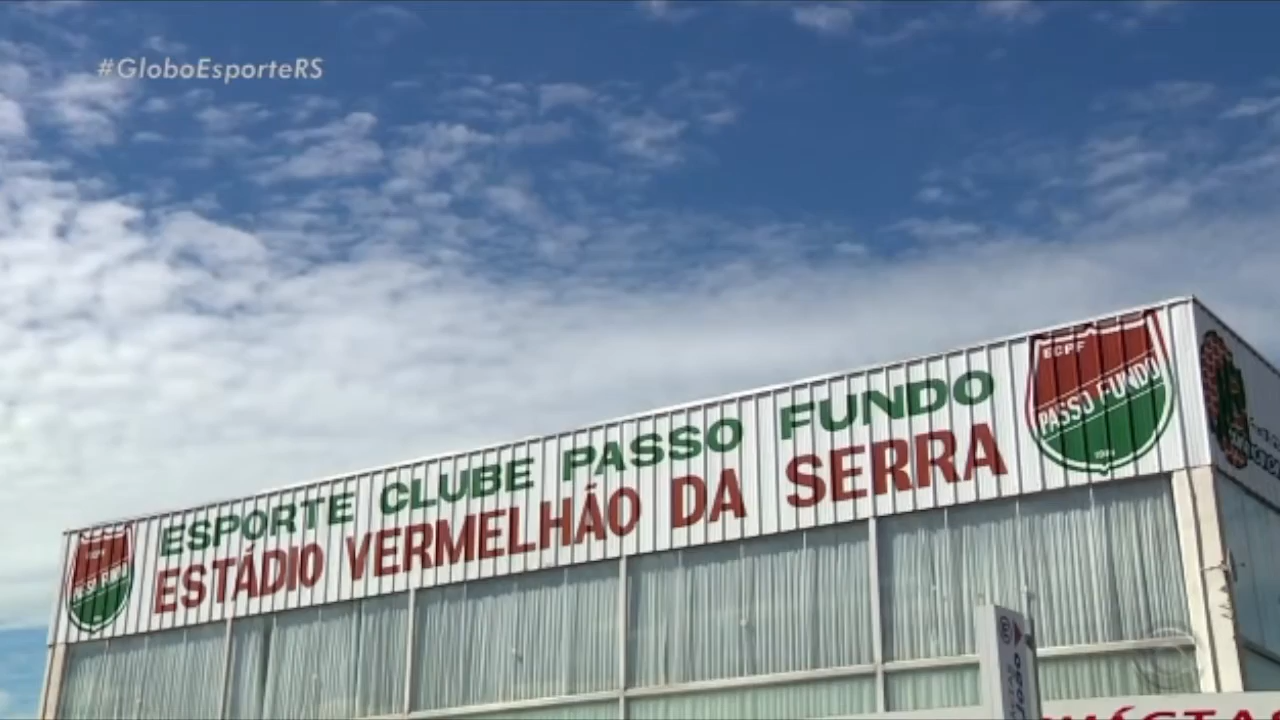 #GloboEsporteRS
ESPORTE CLUBE PASSO FUNDO
ESTÁDIO VERMELHÃO DA SERRA
ECPF
PASSO FUNDO